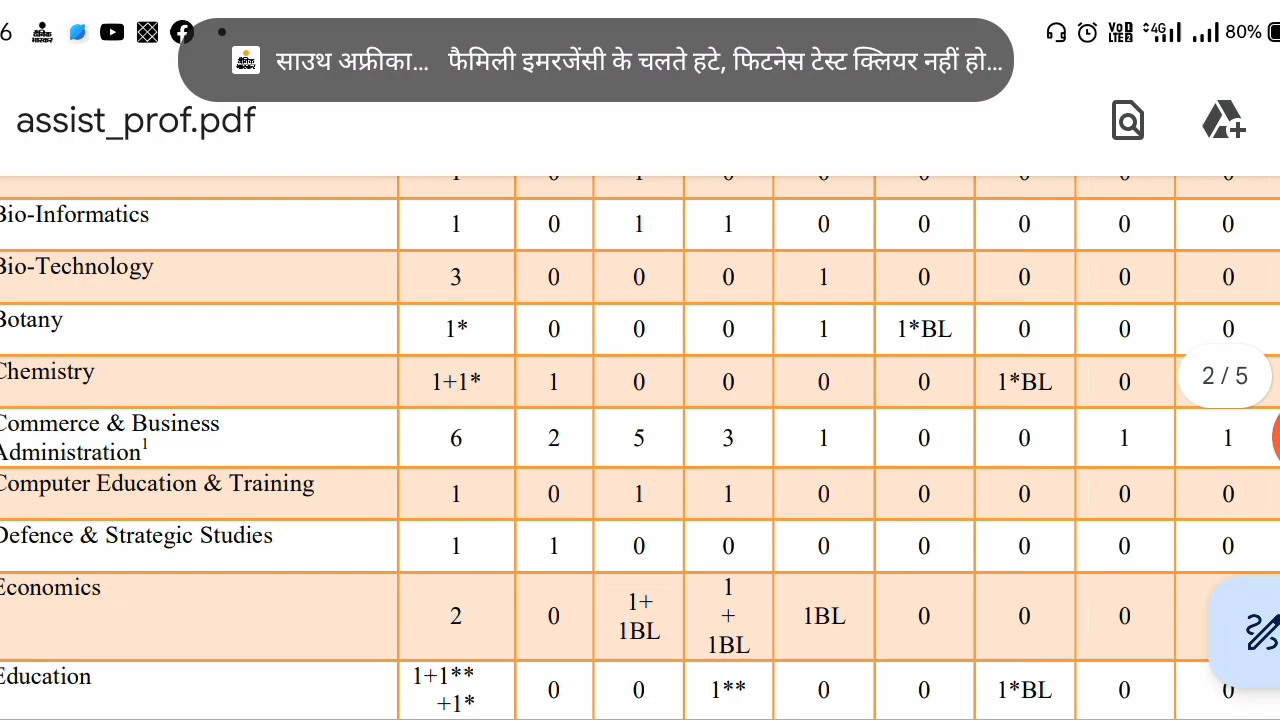 6 VoD LTE2 4G 80%
साउथ अफ्रीका... फैमिली इमरजेंसी के चलते हटे, फिटनेस टेस्ट क्लियर नहीं हो...
assist_prof.pdf
Bio-Informatics 1 0 1 1 0 0 0 0 0
Bio-Technology 3 0 0 0 1 0 0 0 0
Botany 1* 0 0 0 1 1*BL 0 0 0
Chemistry 1+1* 1 0 0 0 0 1*BL 0
2 / 5
Commerce & Business
Administration1 6 2 5 3 1 0 0 1 1
Computer Education & Training 1 0 1 1 0 0 0 0 0
Defence & Strategic Studies 1 1 0 0 0 0 0 0 0
Economics 2 0 1+ 1BL 1 + 1BL 1BL 0 0 0
Education 1+1** +1* 0 0 1** 0 0 1*BL 0 0